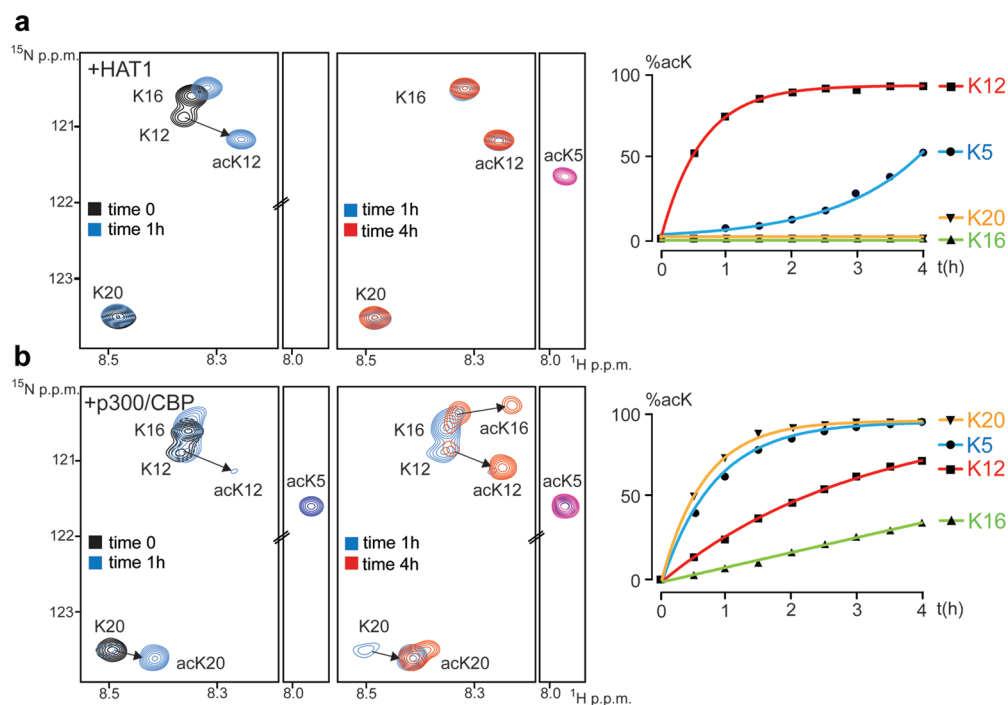 a
¹⁵N p.p.m.
+HAT1
K16
K12
acK12
121
122
123
time 0
time 1h
K20
8.5
8.3
8.0
K16
acK12
acK5
time 1h
time 4h
K20
8.5
8.3
8.0
¹H p.p.m.
%acK
100
50
0
K12
K5
K20
K16
0
1
2
3
4
t(h)
b
¹⁵N p.p.m.
+p300/CBP
K16
K12
acK12
acK5
121
122
123
time 0
time 1h
K20
acK20
8.5
8.3
8.0
K16
acK16
K12
acK12
acK5
time 1h
time 4h
K20
acK20
8.5
8.3
8.0
¹H p.p.m.
%acK
100
50
0
K20
K5
K12
K16
0
1
2
3
4
t(h)